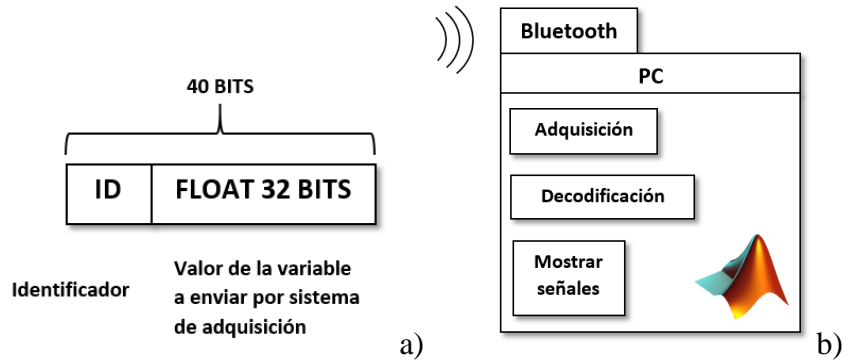 40 BITS
ID
FLOAT 32 BITS
Identificador
Valor de la variable
a enviar por sistema
de adquisición
a)
Bluetooth
PC
Adquisición
Decodificación
Mostrar
señales
b)